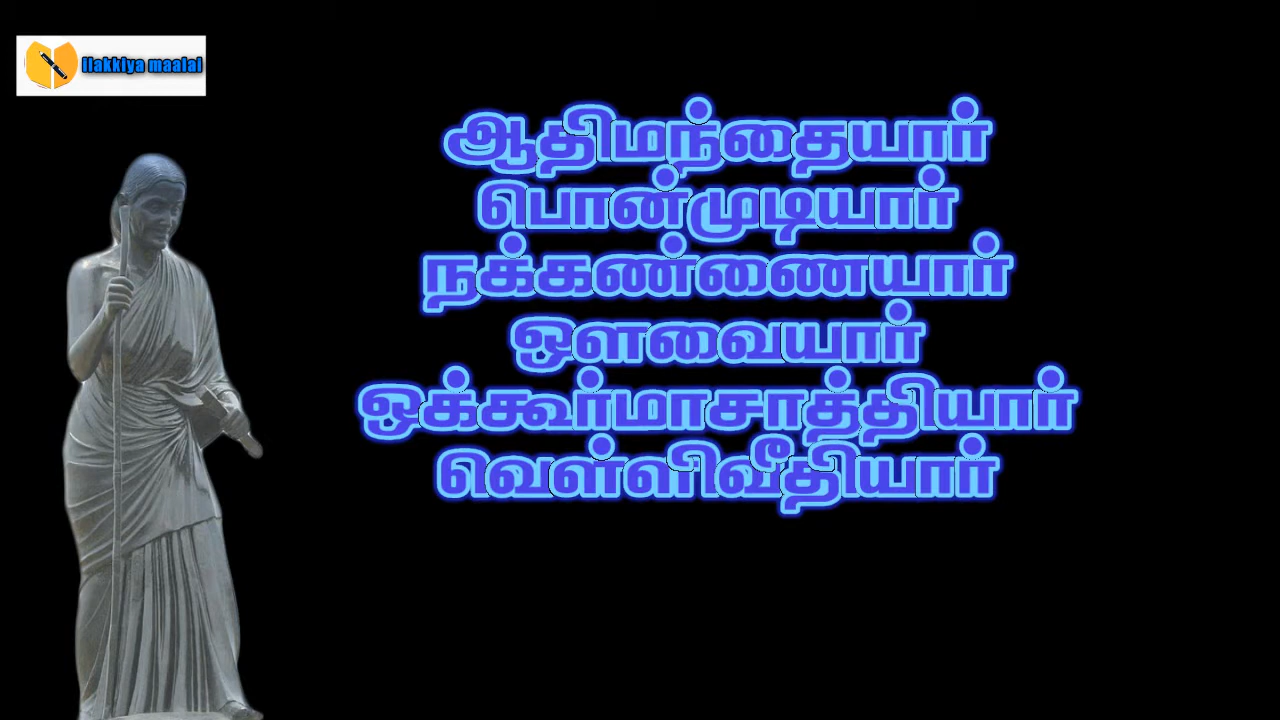 ilakkiya maalai
ஆதிமந்தையார்
பொன்முடியார்
நக்கண்ணையார்
ஔவையார்
ஒக்கூர்மாசாத்தியார்
வெள்ளிவீதியார்